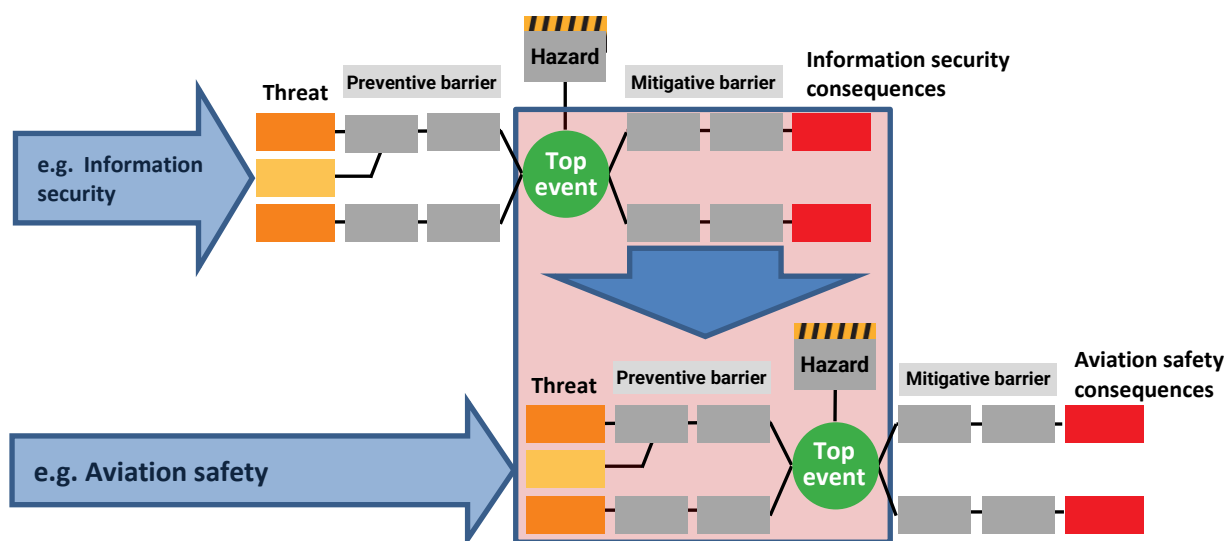 Hazard
Information security
consequences
Threat
Preventive barrier
Mitigative barrier
e.g. Information
security
Top
event
Hazard
Aviation safety
consequences
Threat
Preventive barrier
Mitigative barrier
e.g. Aviation safety
Top
event